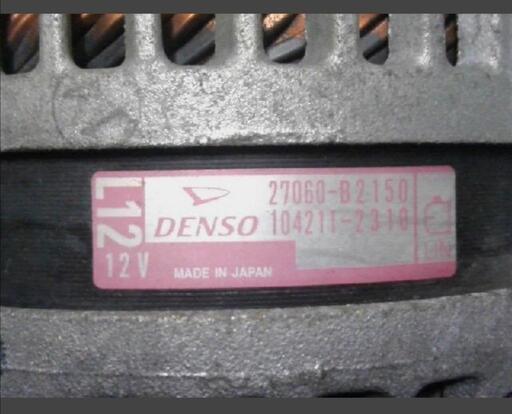 L12
12V
DENSO
27060-B2150
104211-2310
MADE IN JAPAN